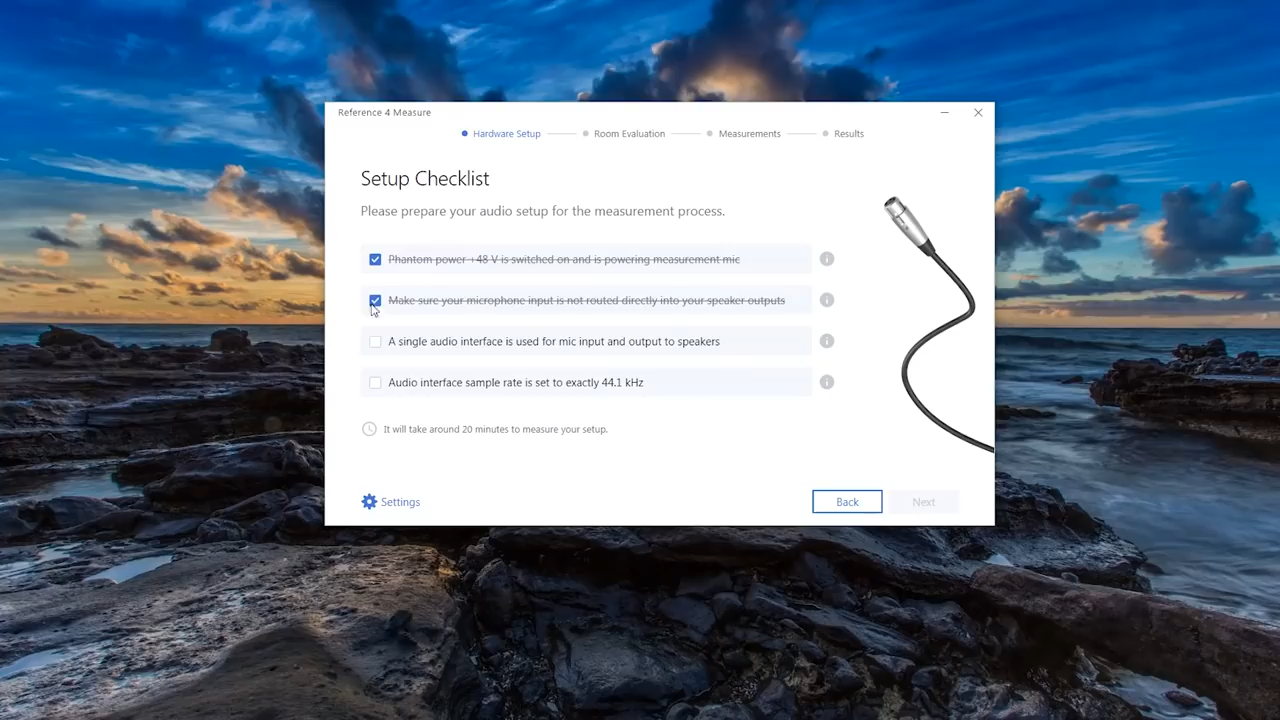 Reference 4 Measure
Hardware Setup
Room Evaluation
Measurements
Results
Setup Checklist
Please prepare your audio setup for the measurement process.
Phantom power +48 V is switched on and is powering measurement mic
Make sure your microphone input is not routed directly into your speaker outputs
A single audio interface is used for mic input and output to speakers
Audio interface sample rate is set to exactly 44.1 kHz
It will take around 20 minutes to measure your setup.
Settings
Back
Next